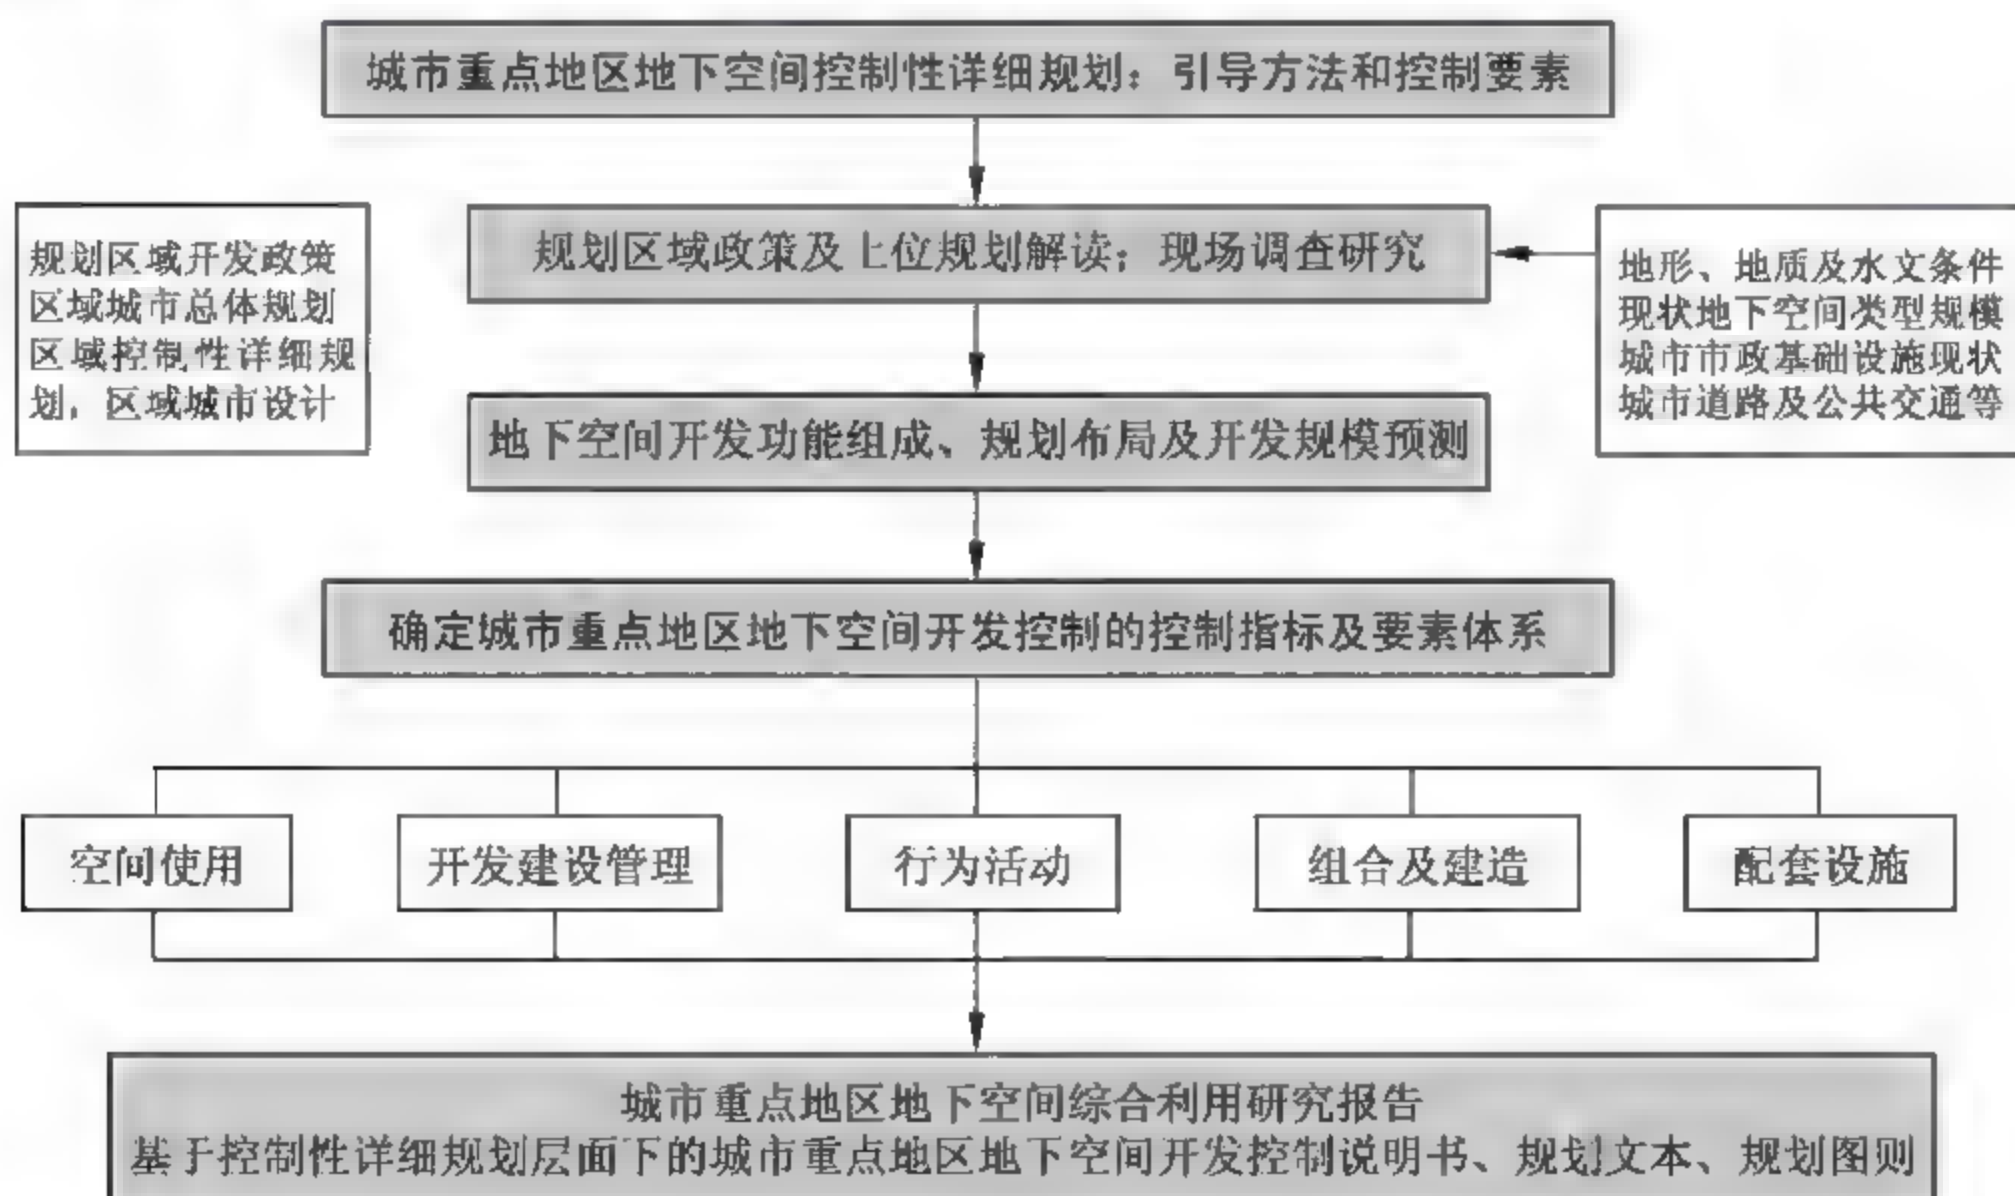 城市重点地区地下空间控制性详细规划：引导方法和控制要素
规划区域政策及上位规划解读；现场调查研究
规划区域开发政策
区域城市总体规划
区域控制性详细规
划，区域城市设计
地形、地质及水文条件
现状地下空间类型规模
城市市政基础设施现状
城市道路及公共交通等
地下空间开发功能组成、规划布局及开发规模预测
确定城市重点地区地下空间开发控制的控制指标及要素体系
空间使用
开发建设管理
行为活动
组合及建造
配套设施
城市重点地区地下空间综合利用研究报告
基于控制性详细规划层面下的城市重点地区地下空间开发控制说明书、规划文本、规划图则